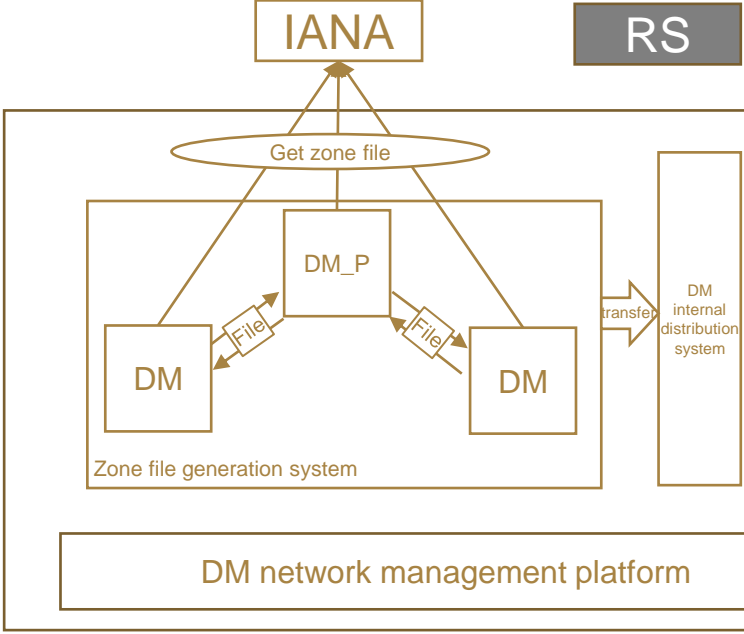 IANA
RS
Get zone file
DM_P
File
File
DM
DM
Zone file generation system
transfer
DM
internal
distribution
system
DM network management platform